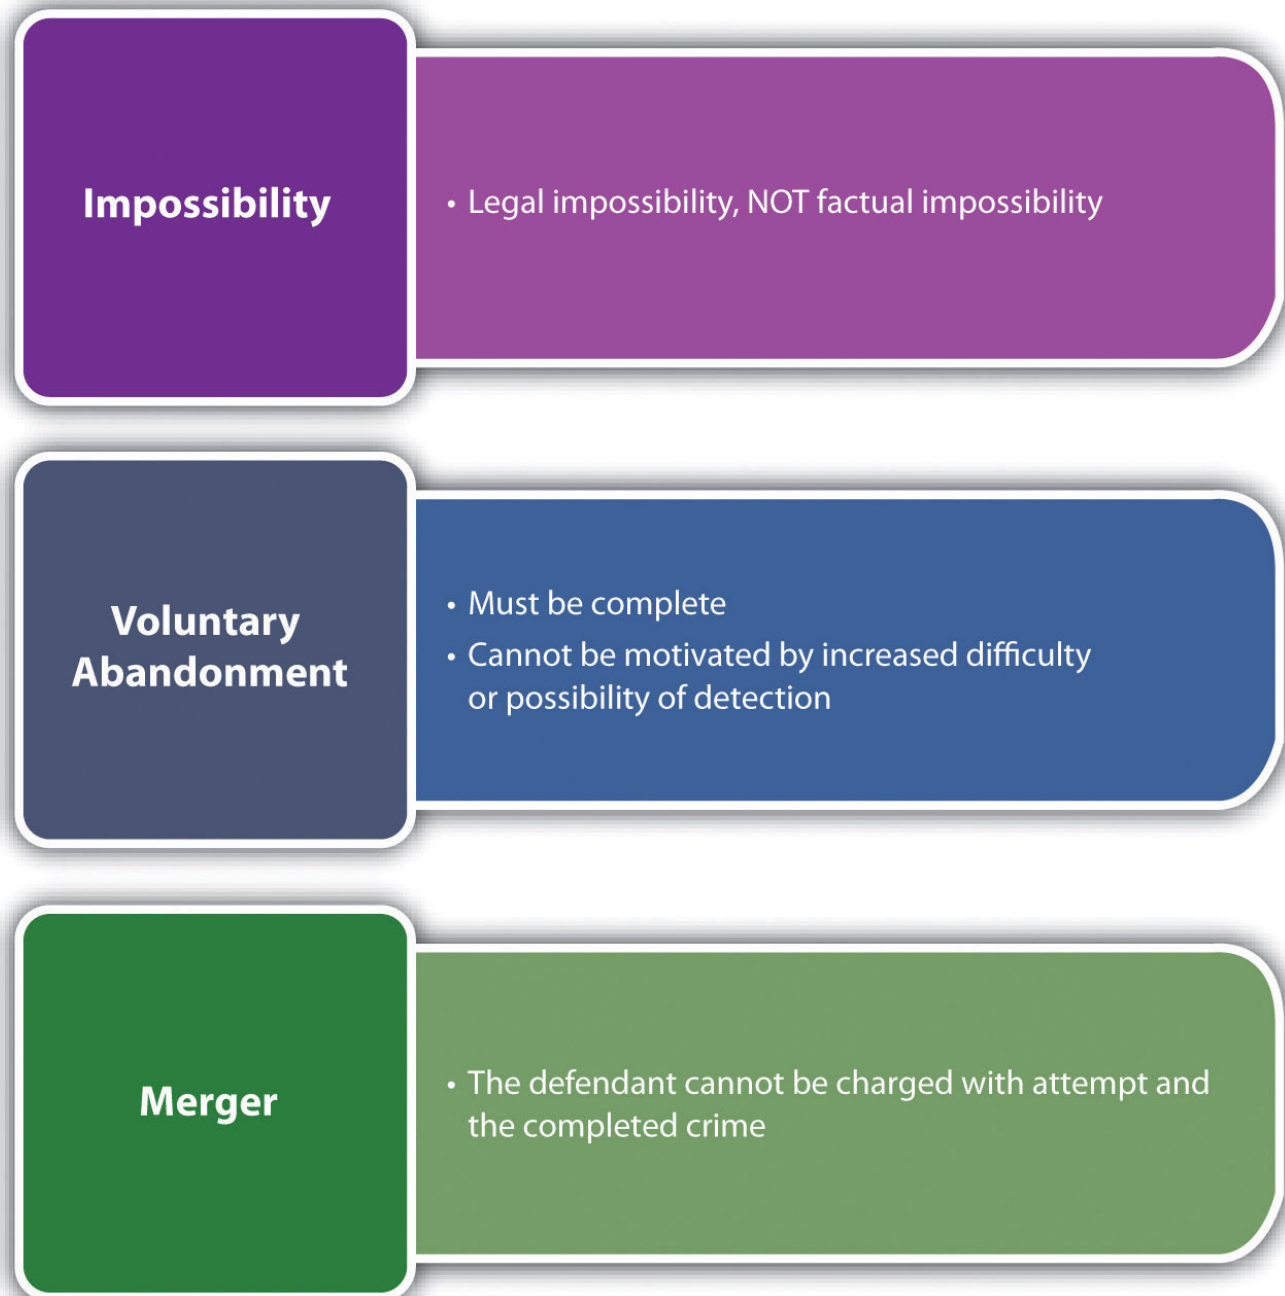 Impossibility
• Legal impossibility, NOT factual impossibility
Voluntary
Abandonment
• Must be complete
• Cannot be motivated by increased difficulty
or possibility of detection
Merger
• The defendant cannot be charged with attempt and
the completed crime